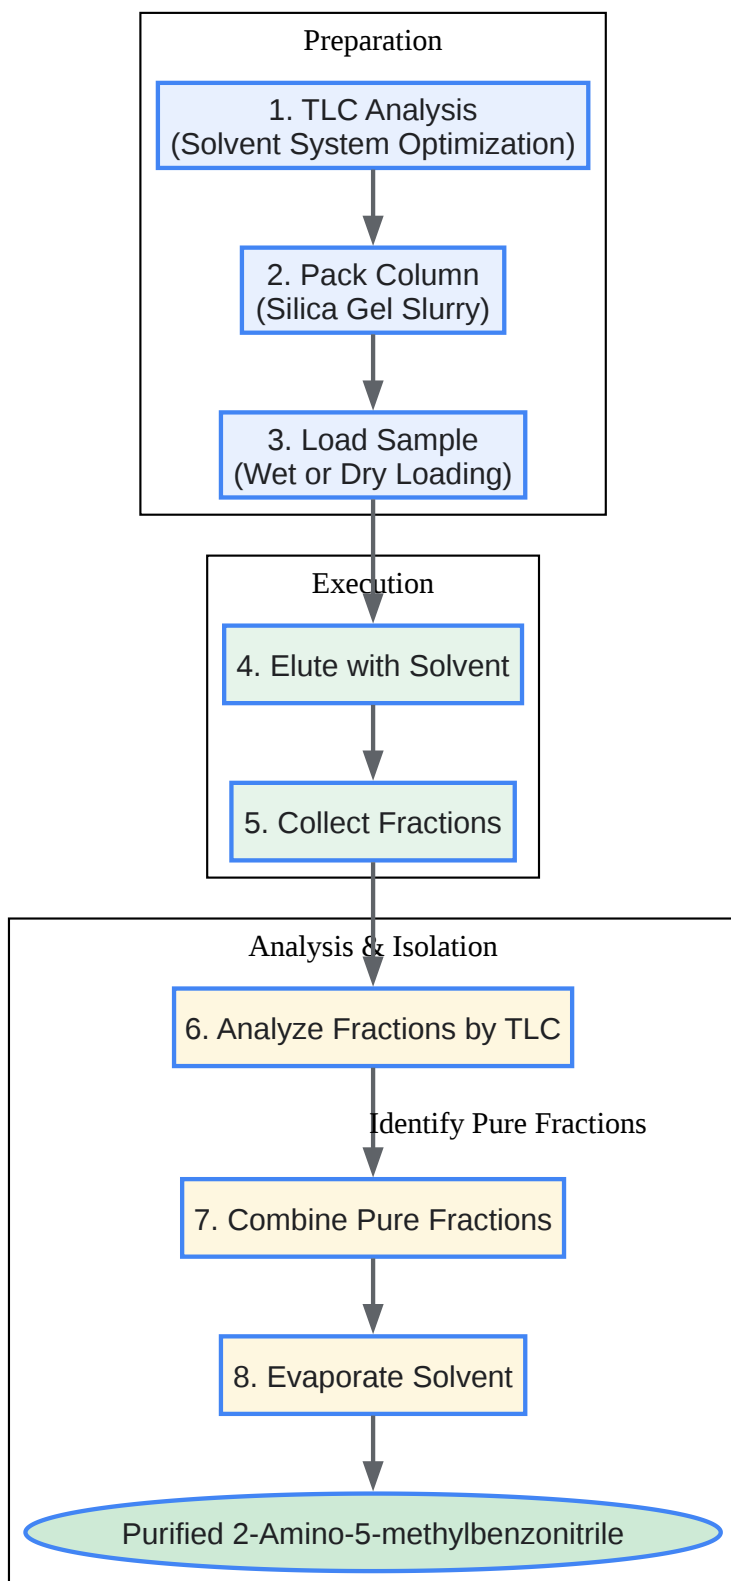 Preparation
1. TLC Analysis
(Solvent System Optimization)
2. Pack Column
(Silica Gel Slurry)
3. Load Sample
(Wet or Dry Loading)
Execution
4. Elute with Solvent
5. Collect Fractions
Analysis & Isolation
6. Analyze Fractions by TLC
Identify Pure Fractions
7. Combine Pure Fractions
8. Evaporate Solvent
Purified 2-Amino-5-methylbenzonitrile